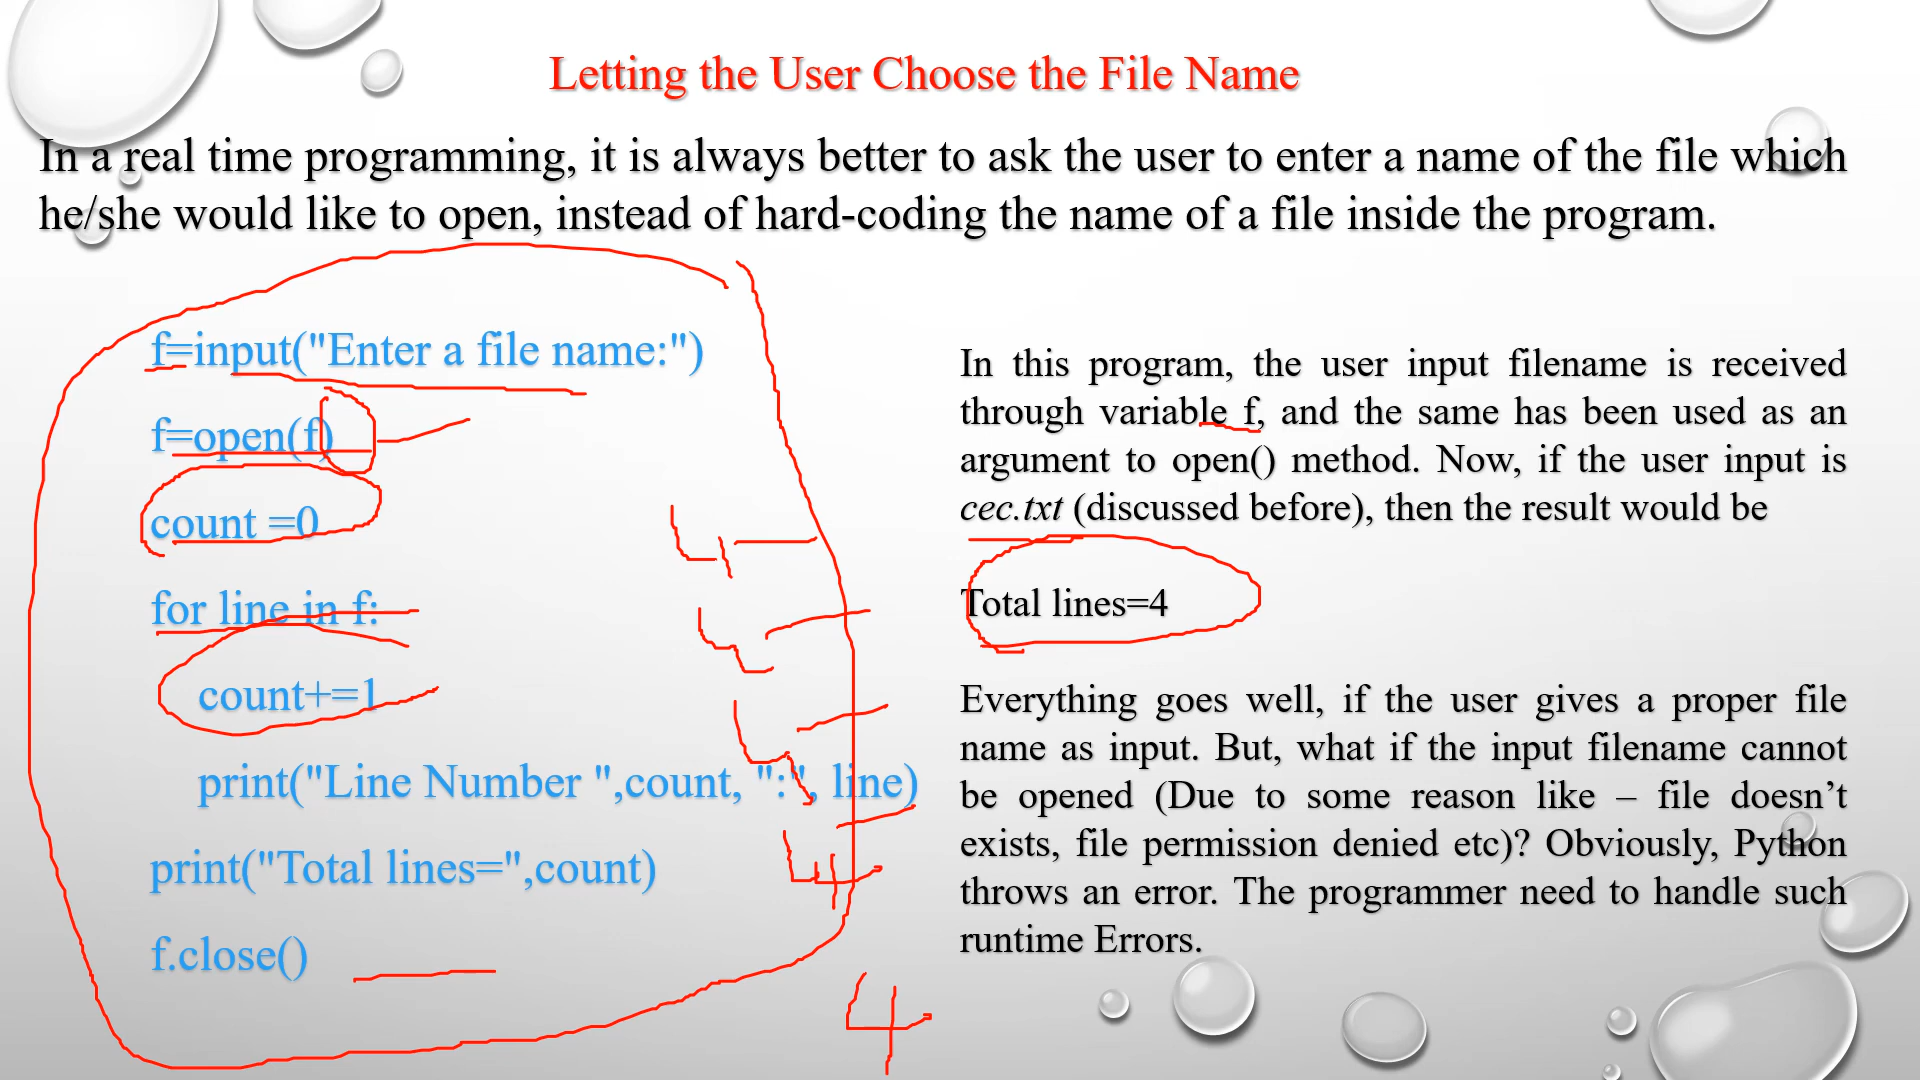 Letting the User Choose the File Name
In a real time programming, it is always better to ask the user to enter a name of the file which
he/she would like to open, instead of hard-coding the name of a file inside the program.
f=input("Enter a file name:")
f=open(f)
count =0
for line in f:
count+=1
print("Line Number ",count, ":", line)
print("Total lines=",count)
f.close()
4
In this program, the user input filename is received
through variable f, and the same has been used as an
argument to open() method. Now, if the user input is
cec.txt (discussed before), then the result would be
Total lines=4
Everything goes well, if the user gives a proper file
name as input. But, what if the input filename cannot
be opened (Due to some reason like – file doesn’t
exists, file permission denied etc)? Obviously, Python
throws an error. The programmer need to handle such
runtime Errors.